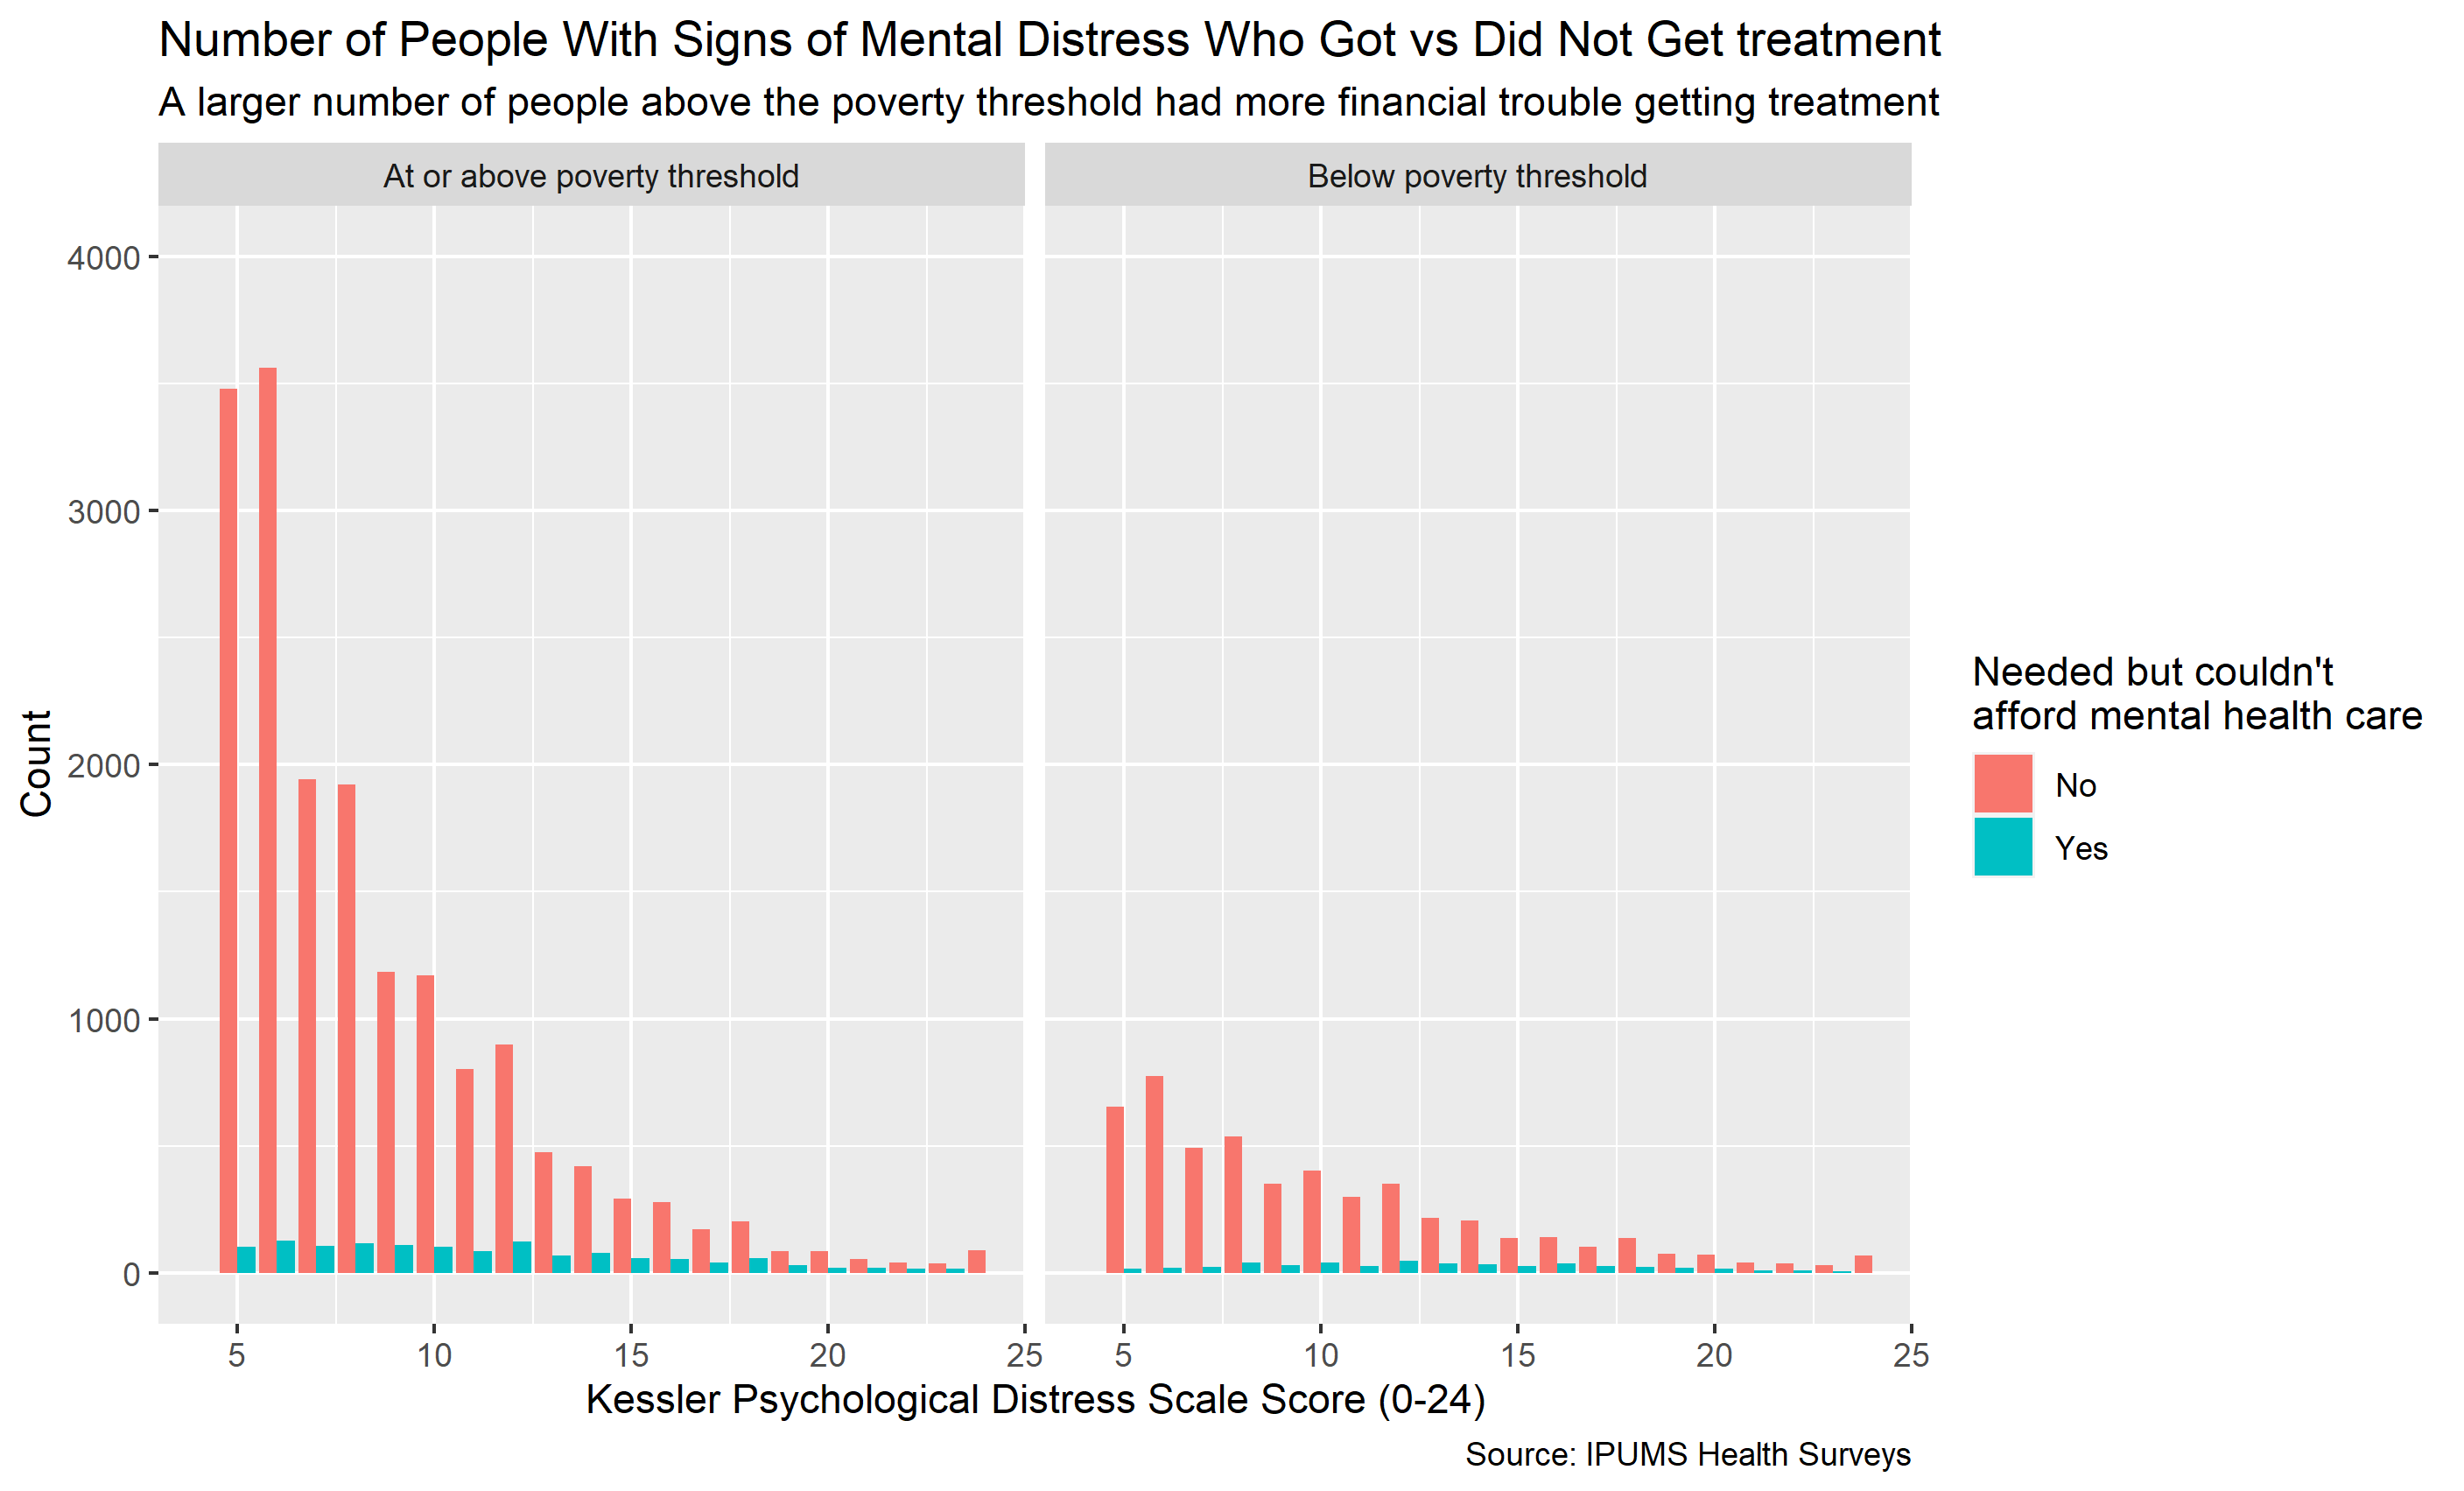 Number of People With Signs of Mental Distress Who Got vs Did Not Get treatment
A larger number of people above the poverty threshold had more financial trouble getting treatment
At or above poverty threshold
Below poverty threshold
4000
3000
2000
1000
0
Count
5 10 15 20 25
5 10 15 20 25
Kessler Psychological Distress Scale Score (0-24)
Needed but couldn't
afford mental health care
No
Yes
Source: IPUMS Health Surveys